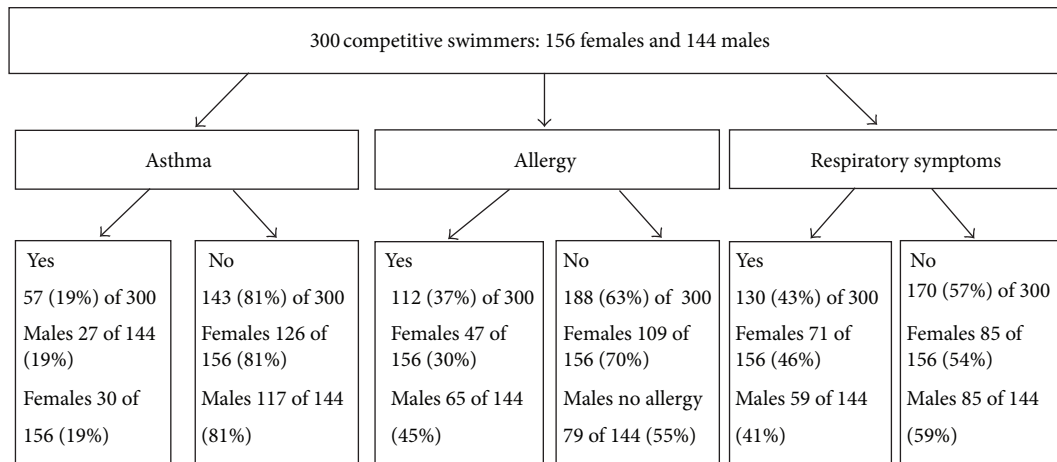 300 competitive swimmers: 156 females and 144 males
Asthma
Allergy
Respiratory symptoms
Yes
57 (19%) of 300
Males 27 of 144
(19%)
Females 30 of
156 (19%)
No
143 (81%) of 300
Females 126 of
156 (81%)
Males 117 of 144
(81%)
Yes
112 (37%) of 300
Females 47 of
156 (30%)
Males 65 of 144
(45%)
No
188 (63%) of 300
Females 109 of
156 (70%)
Males no allergy
79 of 144 (55%)
Yes
130 (43%) of 300
Females 71 of
156 (46%)
Males 59 of 144
(41%)
No
170 (57%) of 300
Females 85 of
156 (54%)
Males 85 of 144
(59%)